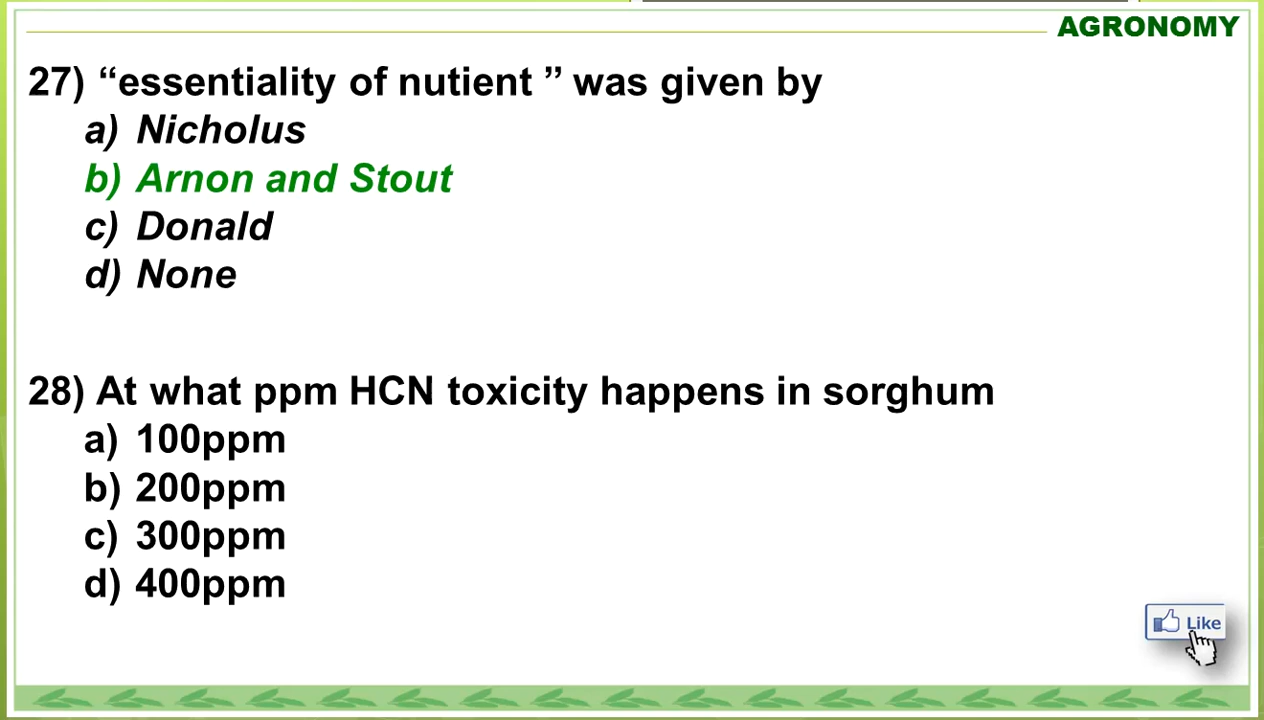 AGRONOMY
27) “essentiality of nutient ” was given by
a) Nicholus
b) Arnon and Stout
c) Donald
d) None
28) At what ppm HCN toxicity happens in sorghum
a) 100ppm
b) 200ppm
c) 300ppm
d) 400ppm
Like